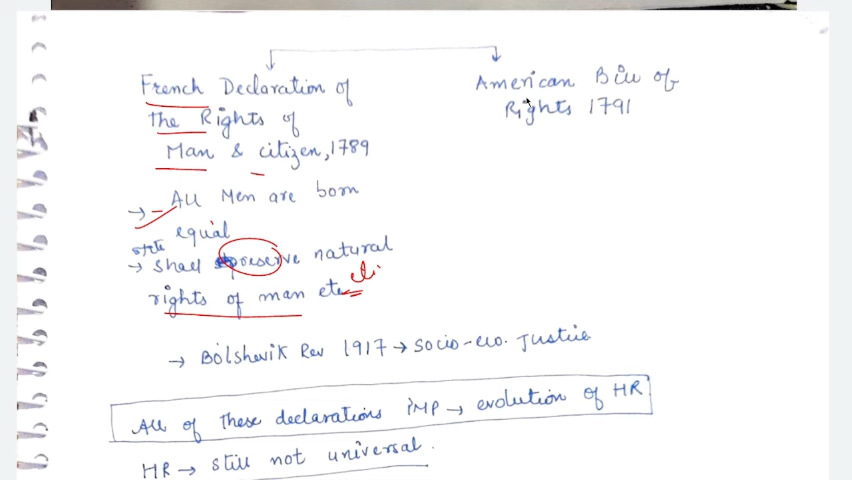 French Declaration of
the Rights of
Man & citizen, 1789
→ - All Men are born
equal
state
→ shall preserve natural
rights of man etc
American Bill of
Rights 1791
→ Bolshevik Rev 1917 → socio-eco. Justice
All of these declarations imp → evolution of HR
HR → still not universal.